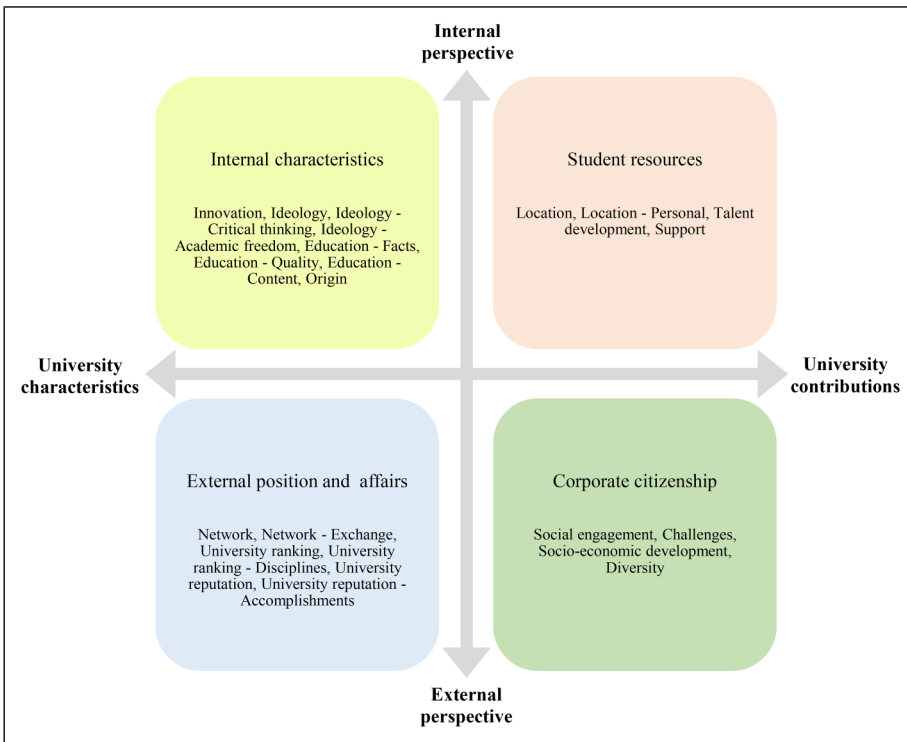 Internal
perspective
Internal characteristics
Innovation, Ideology, Ideology -
Critical thinking, Ideology -
Academic freedom, Education - Facts,
Education - Quality, Education -
Content, Origin
Student resources
Location, Location - Personal, Talent
development, Support
University
characteristics
University
contributions
External position and  affairs
Network, Network - Exchange,
University ranking, University
ranking - Disciplines, University
reputation, University reputation -
Accomplishments
Corporate citizenship
Social engagement, Challenges,
Socio-economic development,
Diversity
External
perspective